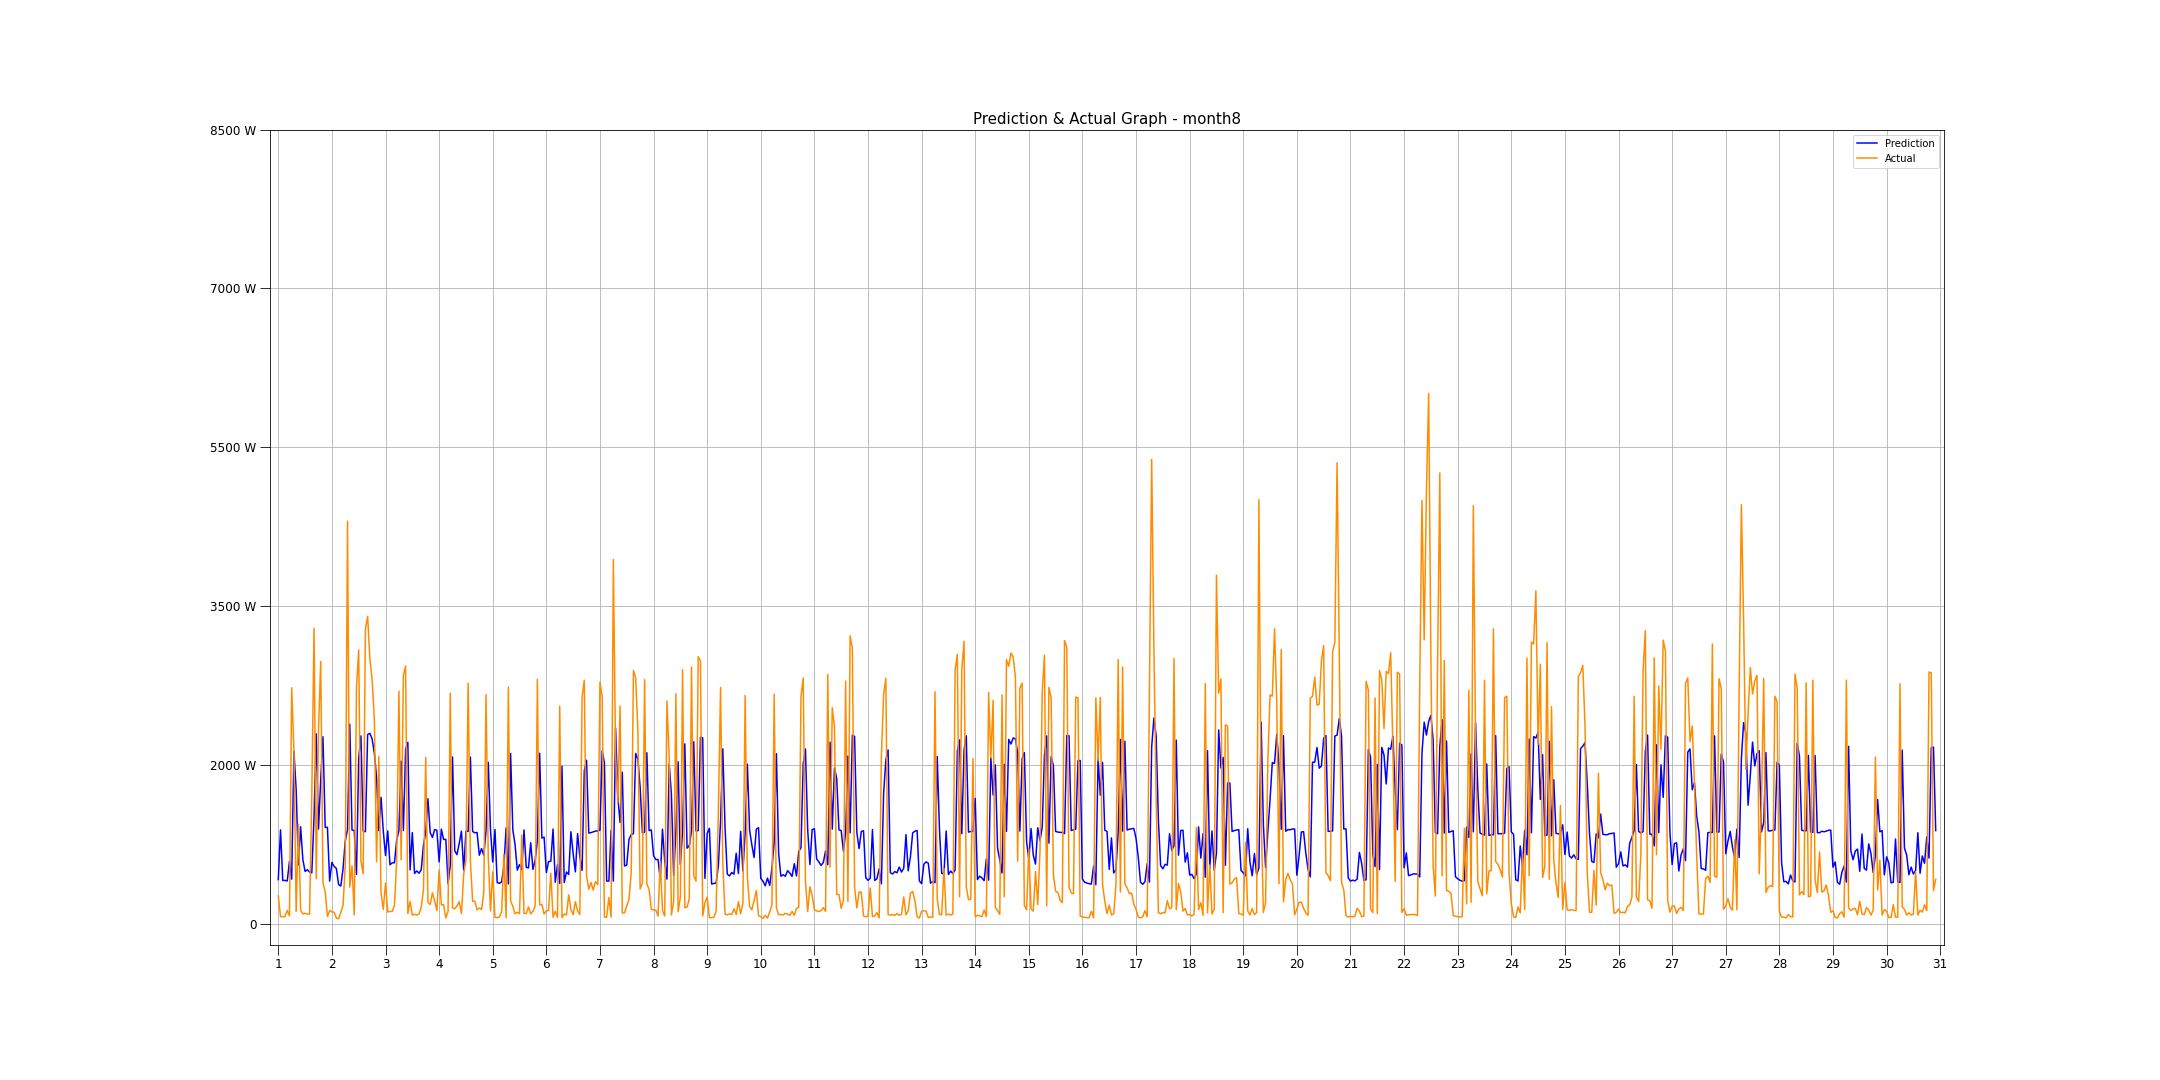 Prediction & Actual Graph - month8
8500 W
Prediction
Actual
7000 W
5500 W
3500 W
2000 W
0
1 2 3 4 5 6 7 8 9 10 11 12 13 14 15 16 17 18 19 20 21 22 23 24 25 26 27 27 28 29 30 31